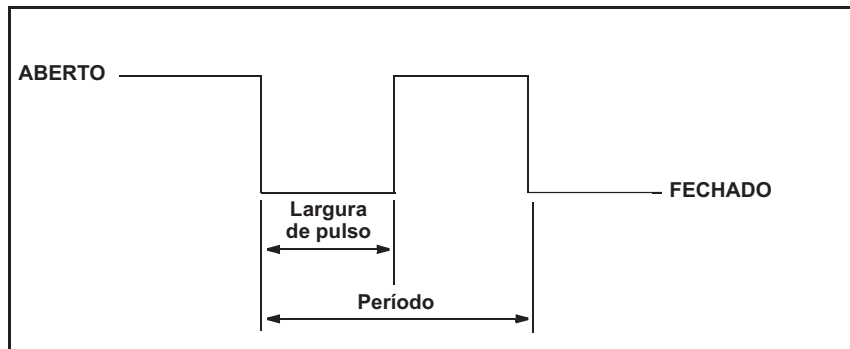 ABERTO
FECHADO
Largura
de pulso
Período